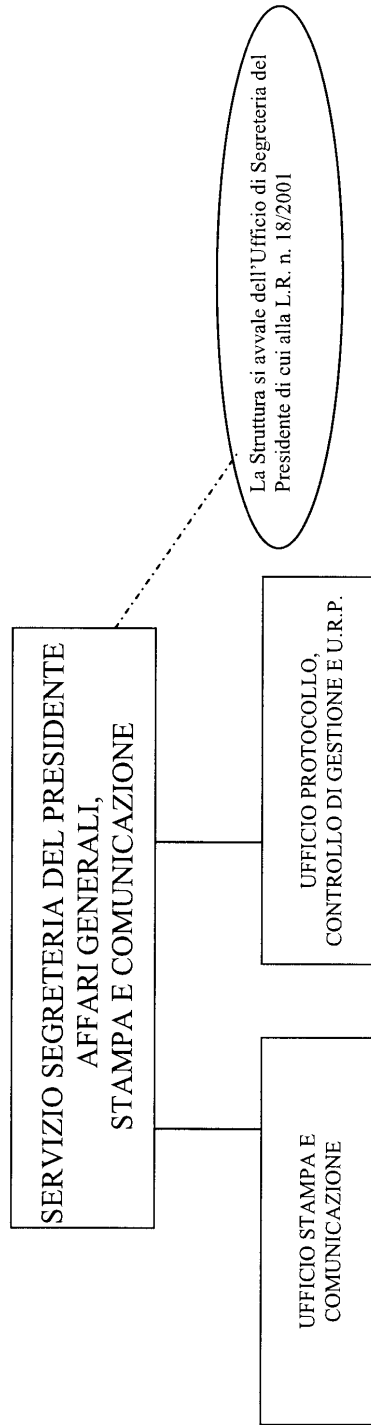 SERVIZIO SEGRETERIA DEL PRESIDENTE
AFFARI GENERALI,
STAMPA E COMUNICAZIONE
La Struttura si avvale dell'Ufficio di Segreteria del
Presidente di cui alla L.R. n. 18/2001
UFFICIO STAMPA E
COMUNICAZIONE
UFFICIO PROTOCOLLO,
CONTROLLO DI GESTIONE E U.R.P.